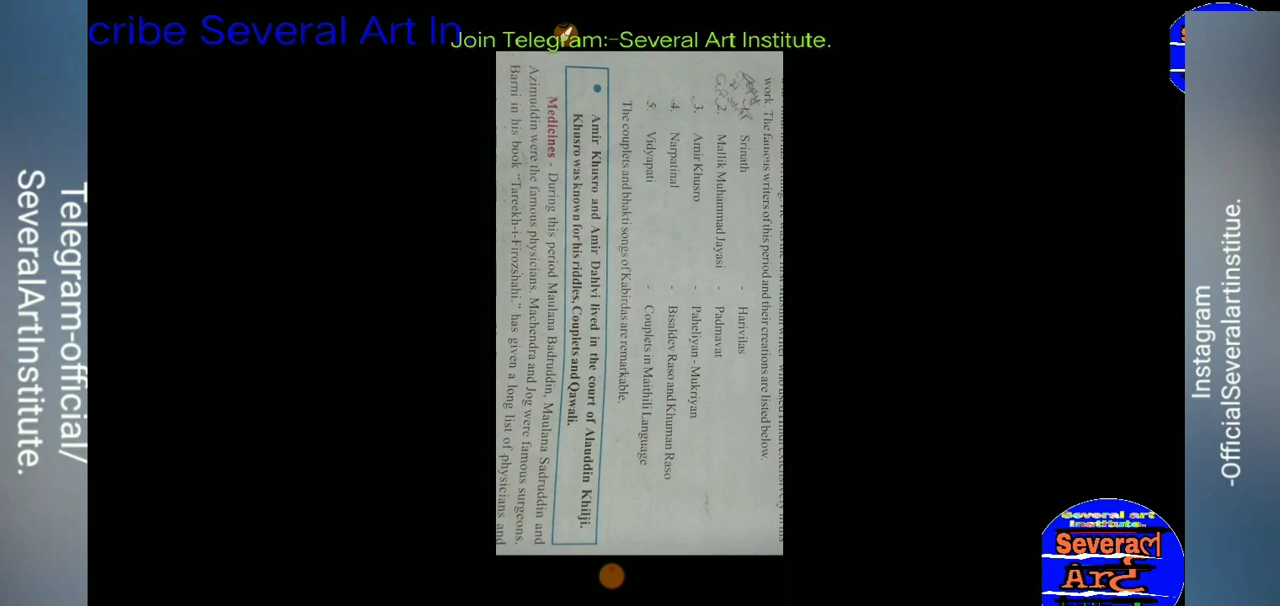 cribe Several Art In
Join Telegram:-Several Art Institute.
Telegram-official/
SeveralArtInstitute.
work. The famous writers of this period and their creations are listed below.
Srinath - Harivilas
2. Mallik Muhammad Jayasi - Padmavat
3. Amir Khusro - Paheliyan - Mukriyan
4. Narpatinal - Bisaldev Raso and Khuman Raso
5. Vidyapati - Couplets in Maithili Language
The couplets and bhakti songs of Kabirdas are remarkable.
• Amir Khusro and Amir Dahlvi lived in the court of Alauddin Khilji.
Khusro was known for his riddles, Couplets and Qawali.
Medicines - During this period Maulana Badruddin, Maulana Sadruddin and
Azimuddin were the famous physicians. Machendra and Jog were famous surgeons.
Barni in his book "Tareekh-i-Firozshahi." has given a long list of physicians and
Instagram
-OfficialSeveralartinstitue.
Several art
institute.
Several
Art